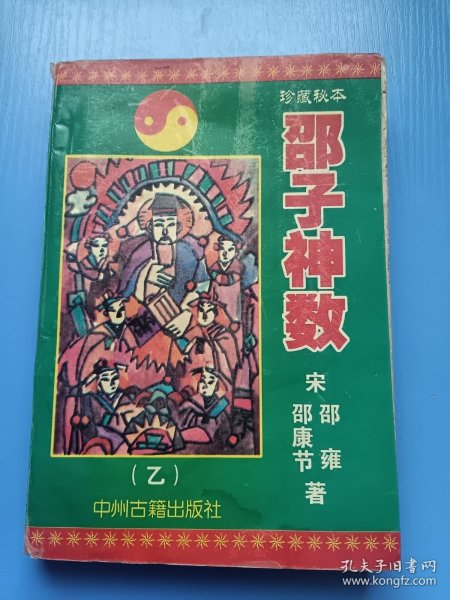 珍藏秘本
邵子神数
宋 邵雍
邵康节 著
（乙）
中州古籍出版社
孔夫子旧书网
www.kongfz.com